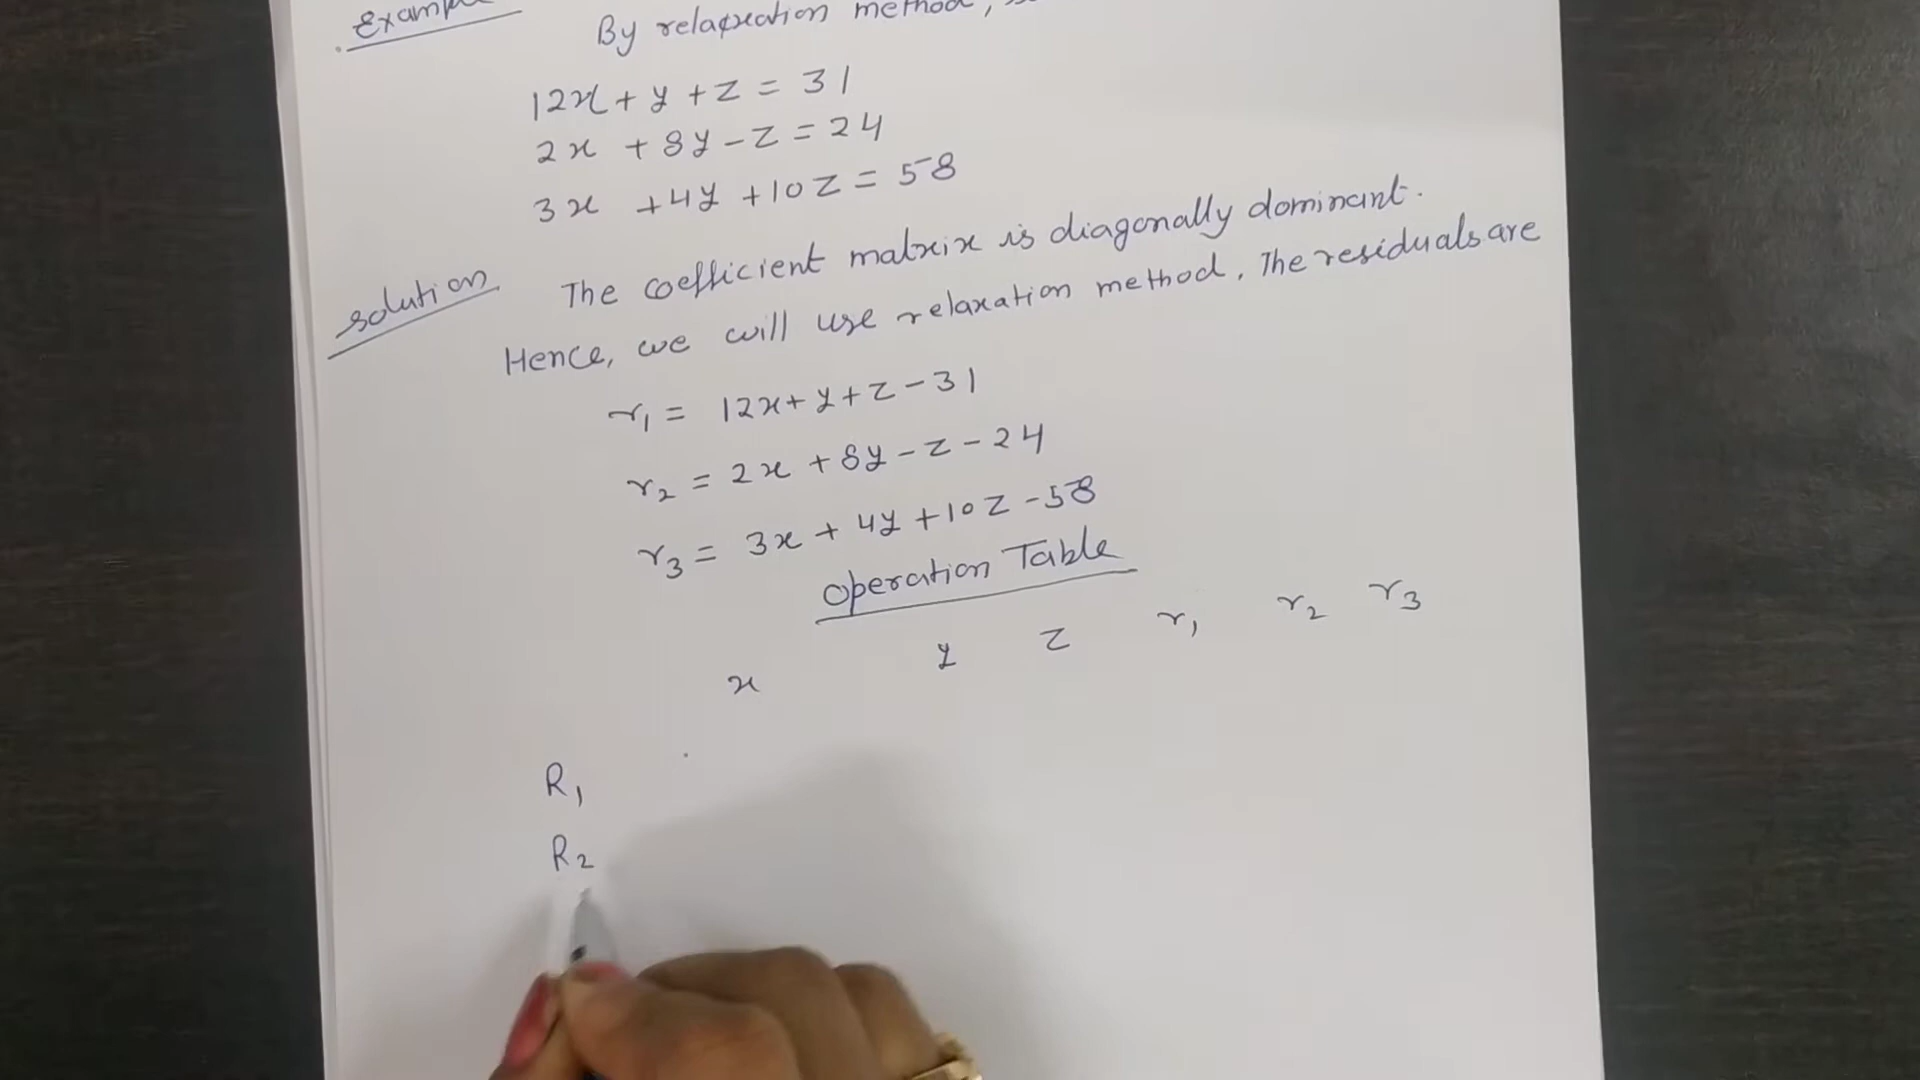 Example
By relaxation method,
12x + y + z = 31
2x + 8y - z = 24
3x + 4y + 10z = 58
Solution The coefficient matrix is diagonally dominant.
Hence, we will use relaxation method. The residuals are
r₁ = 12x + y + z - 31
r₂ = 2x + 8y - z - 24
r₃ = 3x + 4y + 10z - 58
Operation Table
x y z r₁ r₂ r₃
R₁
R₂